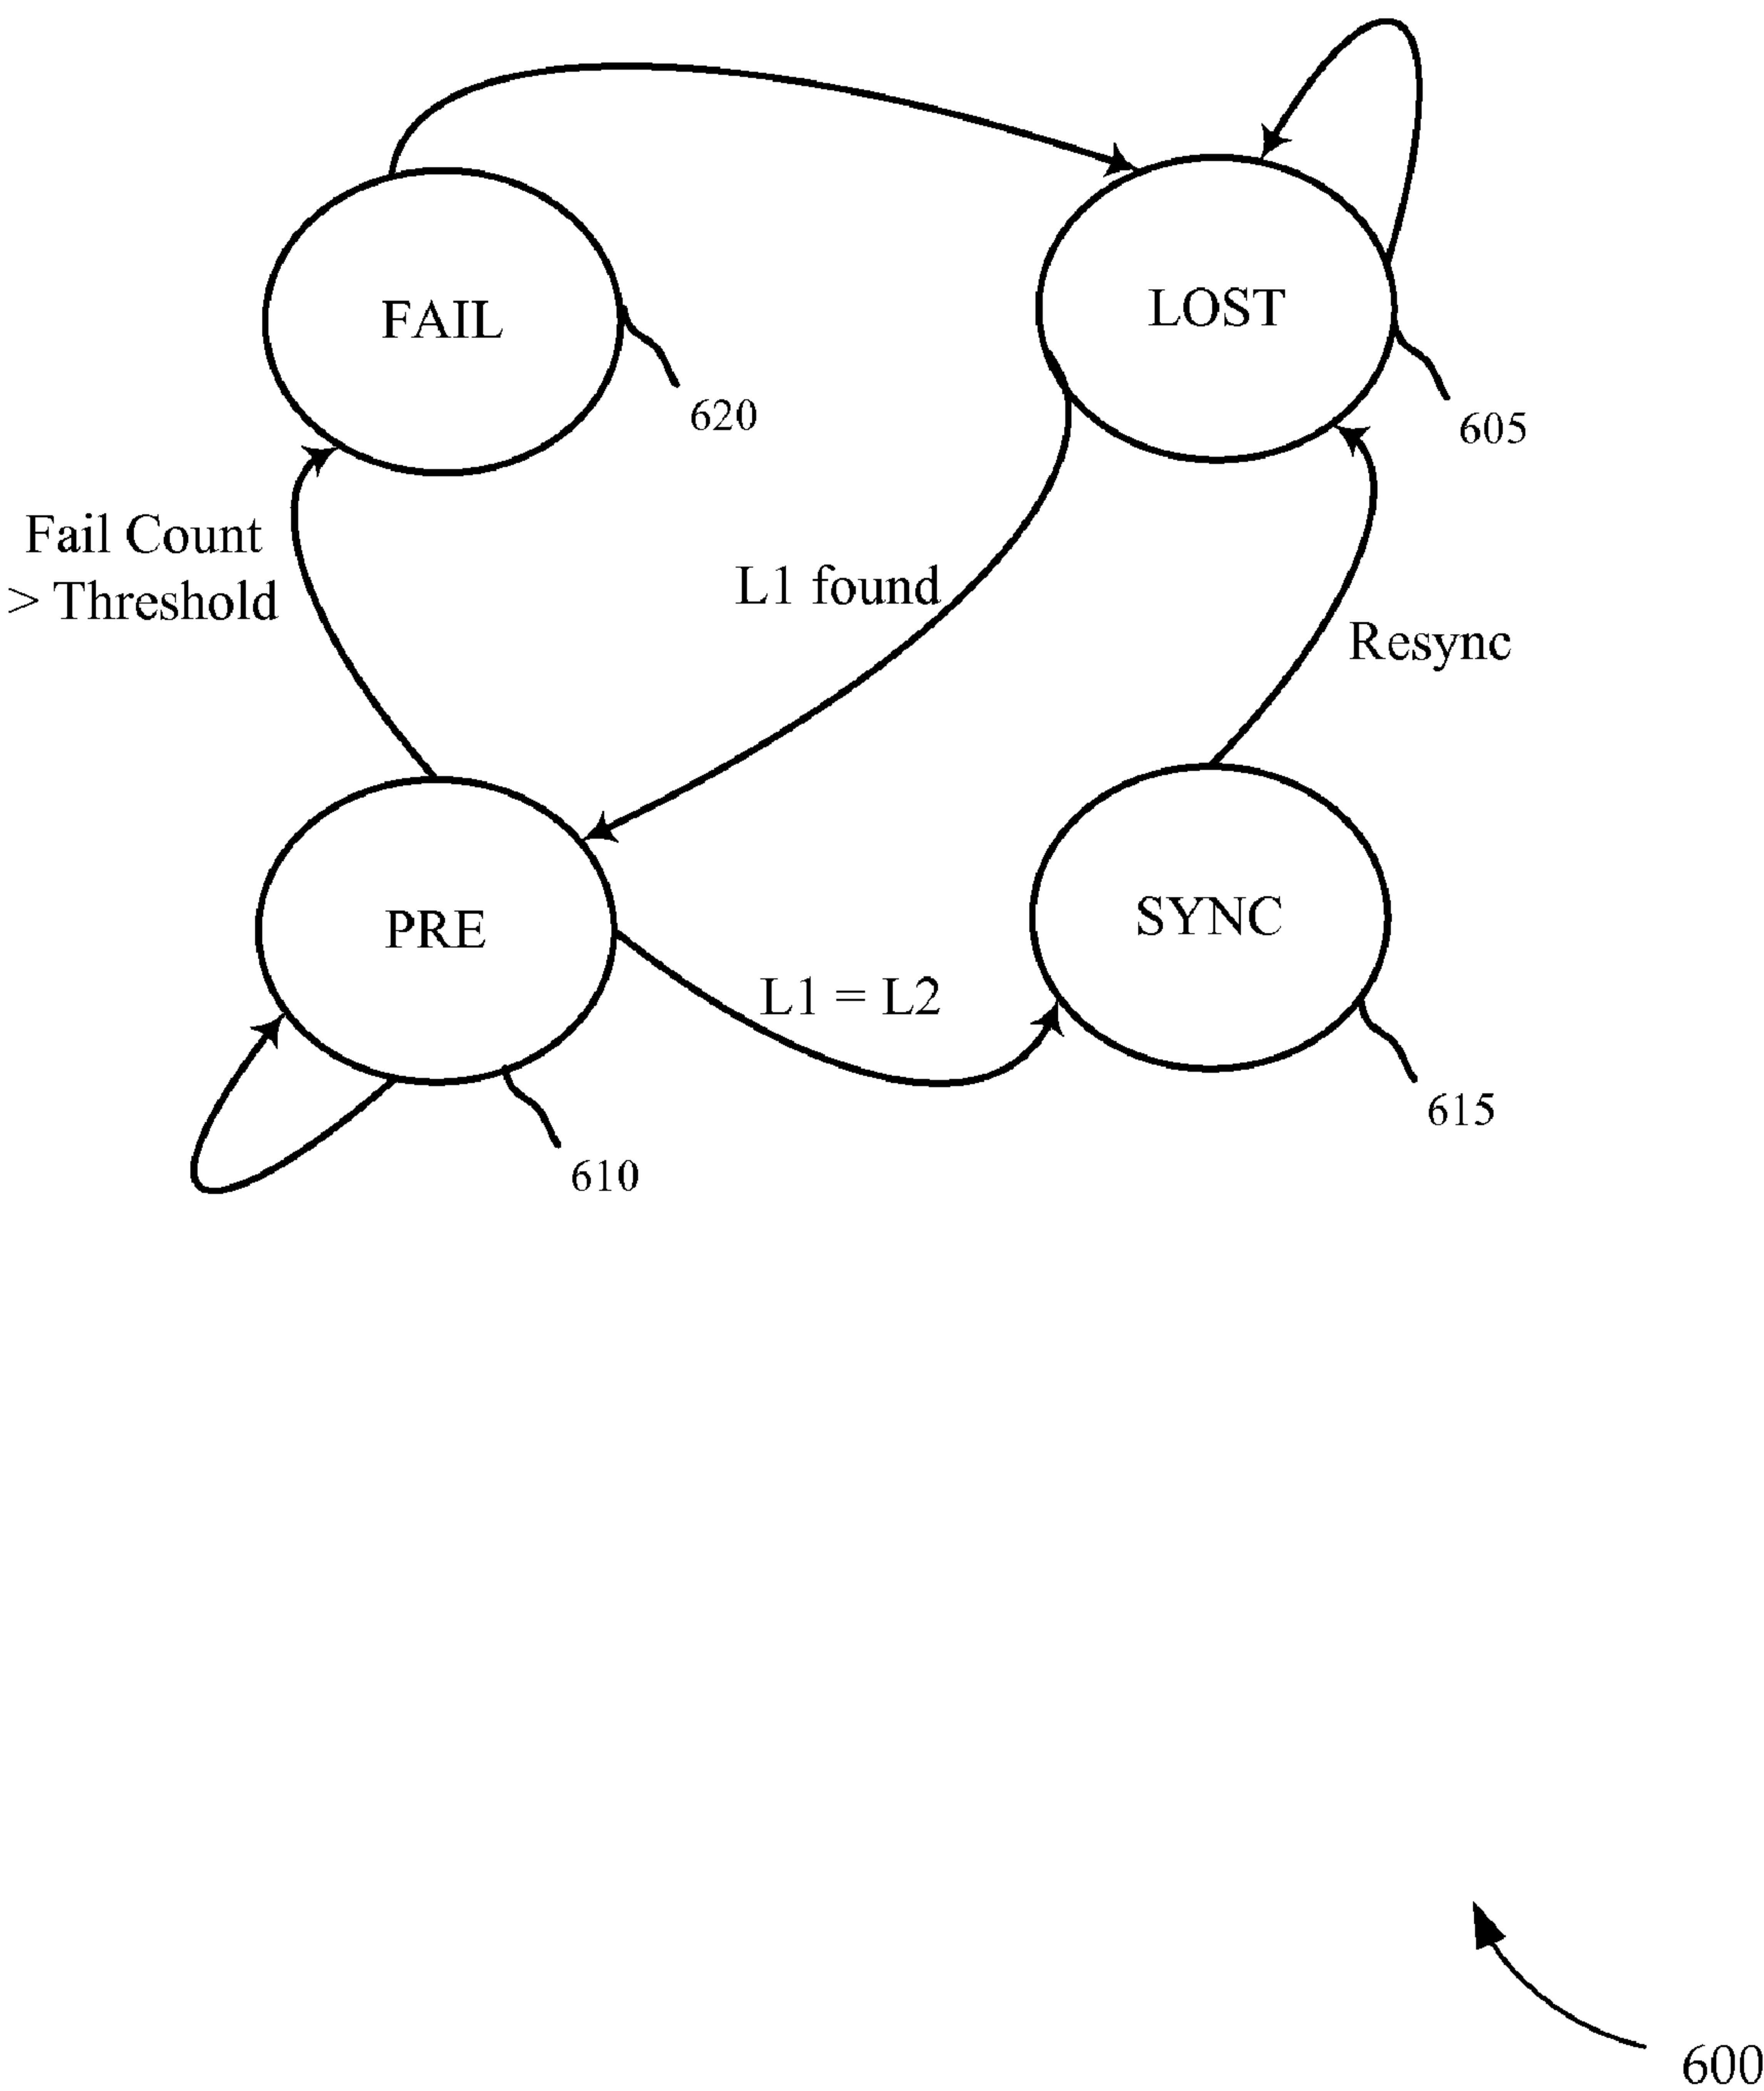 FAIL
LOST
620
605
Fail Count
> Threshold
L1 found
Resync
PRE
SYNC
L1 = L2
615
610
600